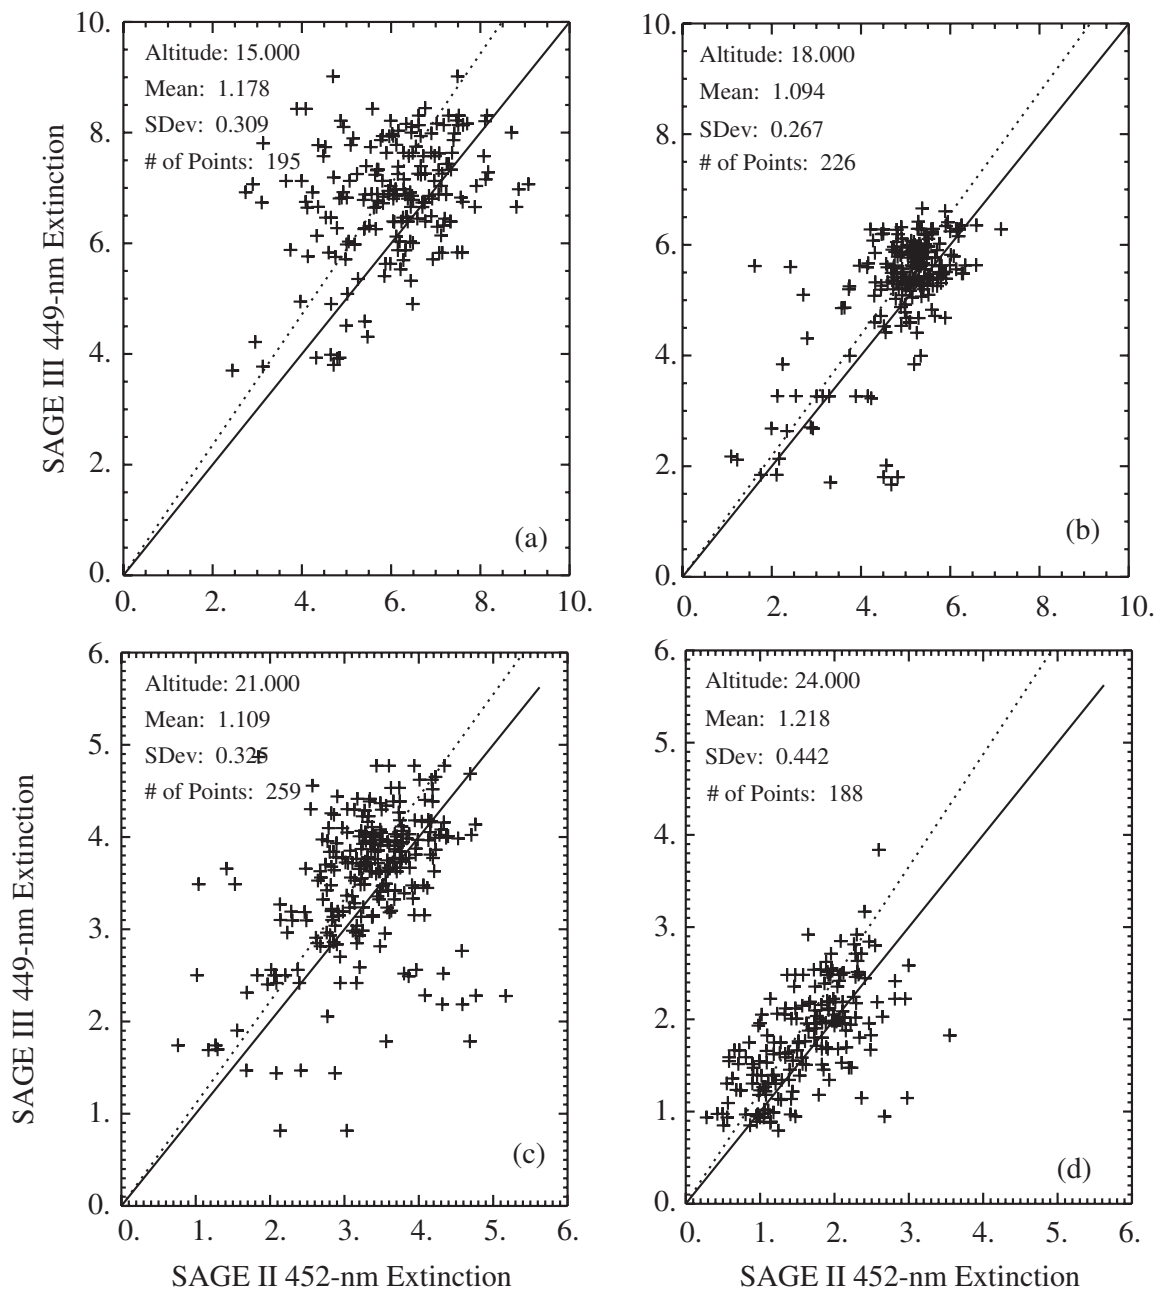 10.
8.
6.
4.
2.
0.
SAGE III 449-nm Extinction
Altitude: 15.000
Mean: 1.178
SDev: 0.309
# of Points: 195
(a)
0. 2. 4. 6. 8. 10.
10.
8.
6.
4.
2.
0.
Altitude: 18.000
Mean: 1.094
SDev: 0.267
# of Points: 226
(b)
0. 2. 4. 6. 8. 10.
6.
5.
4.
3.
2.
1.
0.
SAGE III 449-nm Extinction
Altitude: 21.000
Mean: 1.109
SDev: 0.325
# of Points: 259
(c)
0. 1. 2. 3. 4. 5. 6.
SAGE II 452-nm Extinction
6.
5.
4.
3.
2.
1.
0.
Altitude: 24.000
Mean: 1.218
SDev: 0.442
# of Points: 188
(d)
0. 1. 2. 3. 4. 5. 6.
SAGE II 452-nm Extinction